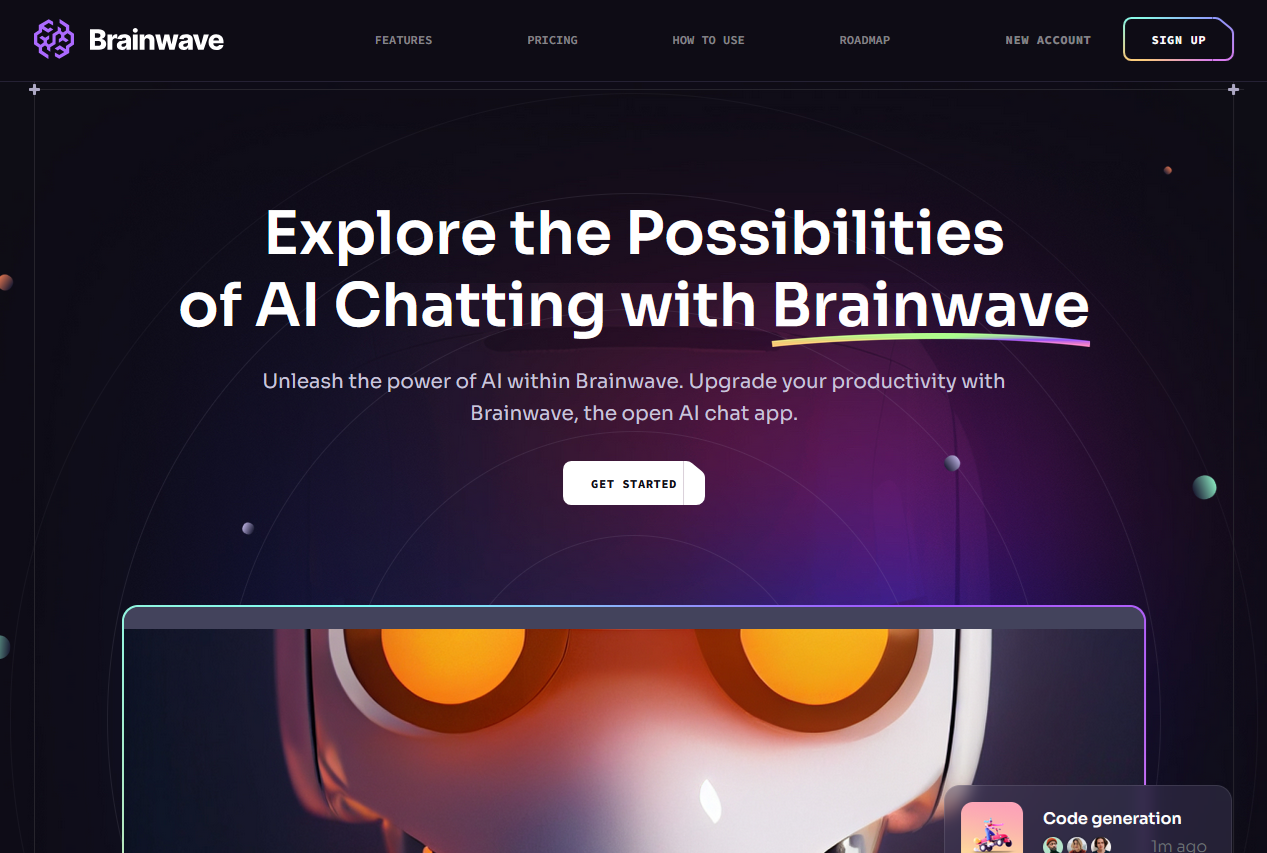 Brainwave
FEATURES
PRICING
HOW TO USE
ROADMAP
NEW ACCOUNT
SIGN UP
Explore the Possibilities
of AI Chatting with Brainwave
Unleash the power of AI within Brainwave. Upgrade your productivity with
Brainwave, the open AI chat app.
GET STARTED
Code generation
1m ago